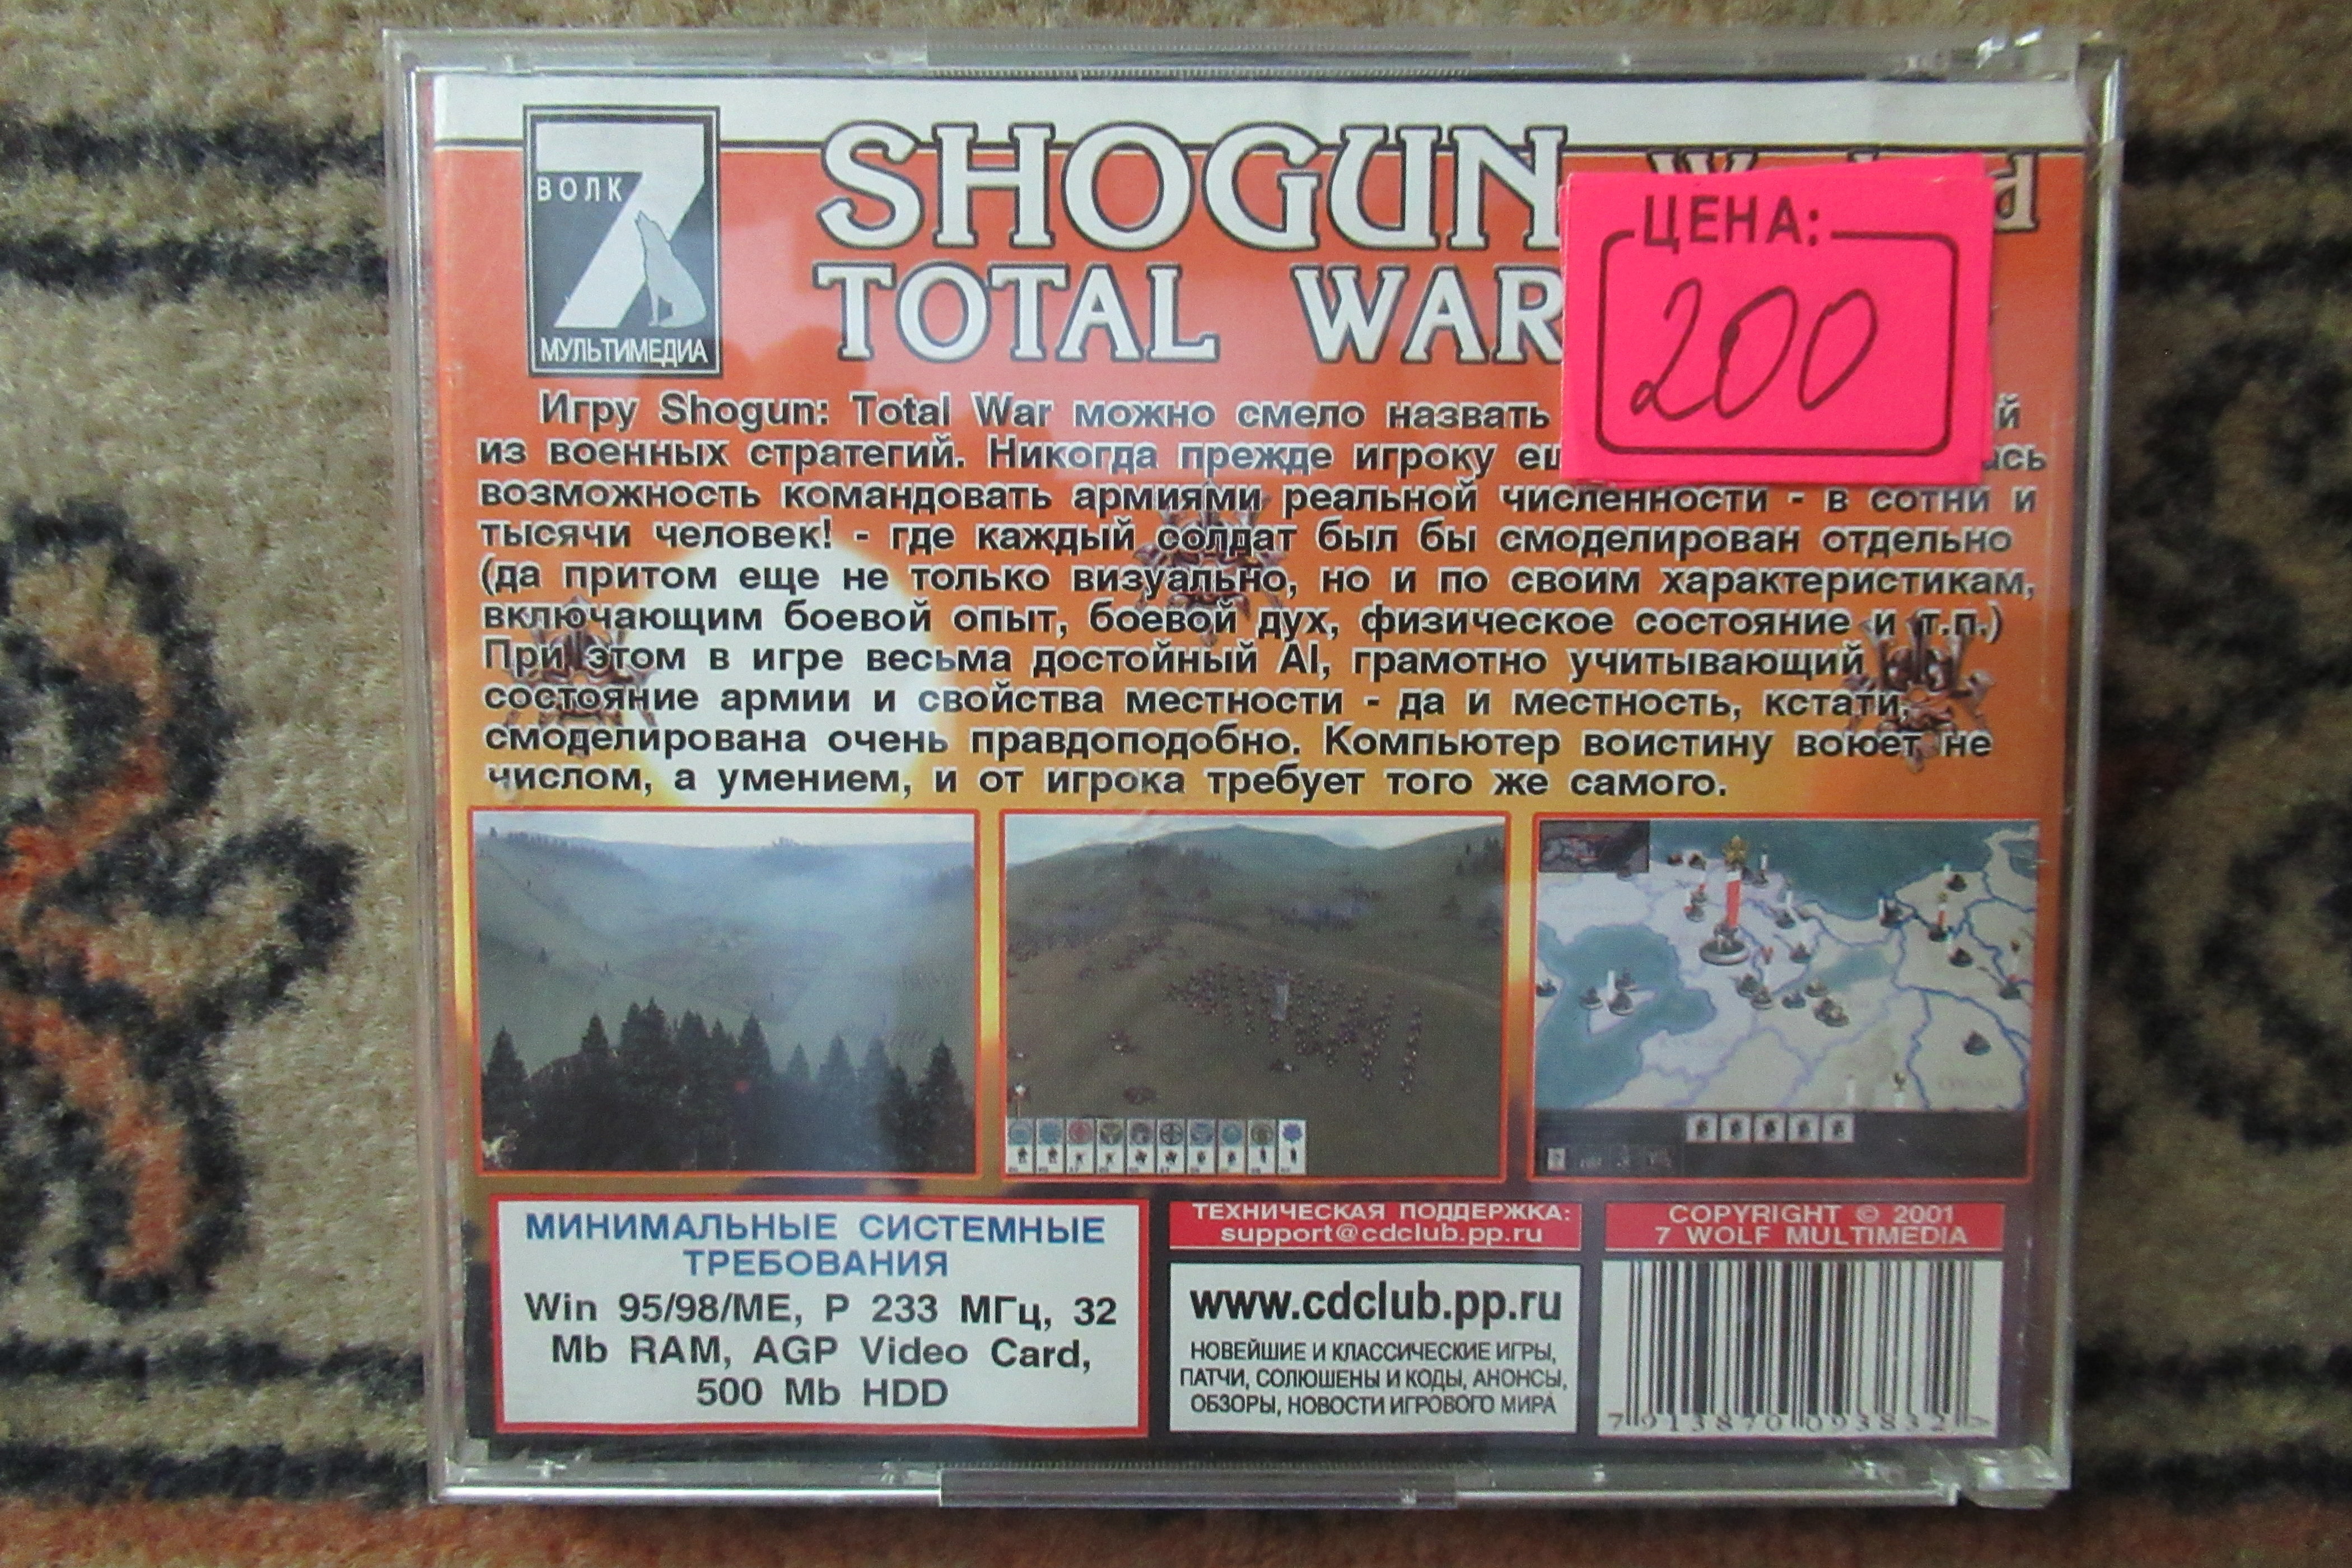 7
ВОЛК
МУЛЬТИМЕДИА
SHOGUN
TOTAL WAR
ЦЕНА:
200
Игру Shogun: Total War можно смело назвать
из военных стратегий. Никогда прежде игроку
возможность командовать армиями реальной численности - в сотни и
тысячи человек! - где каждый солдат был бы смоделирован отдельно
(да притом еще не только визуально, но и по своим характеристикам,
включающим боевой опыт, боевой дух, физическое состояние и т.п.)
При этом в игре весьма достойный AI, грамотно учитывающий
состояние армии и свойства местности - да и местность, кстати,
смоделирована очень правдоподобно. Компьютер воистину воюет не
числом, а умением, и от игрока требует того же самого.
МИНИМАЛЬНЫЕ СИСТЕМНЫЕ
ТРЕБОВАНИЯ
Win 95/98/ME, P 233 МГц, 32
Mb RAM, AGP Video Card,
500 Mb HDD
ТЕХНИЧЕСКАЯ ПОДДЕРЖКА:
support@cdclub.pp.ru
www.cdclub.pp.ru
НОВЕЙШИЕ И КЛАССИЧЕСКИЕ ИГРЫ,
ПАТЧИ, СОЛЮШЕНЫ И КОДЫ, АНОНСЫ,
ОБЗОРЫ, НОВОСТИ ИГРОВОГО МИРА
COPYRIGHT © 2001
7 WOLF MULTIMEDIA
7 913870 093832 >